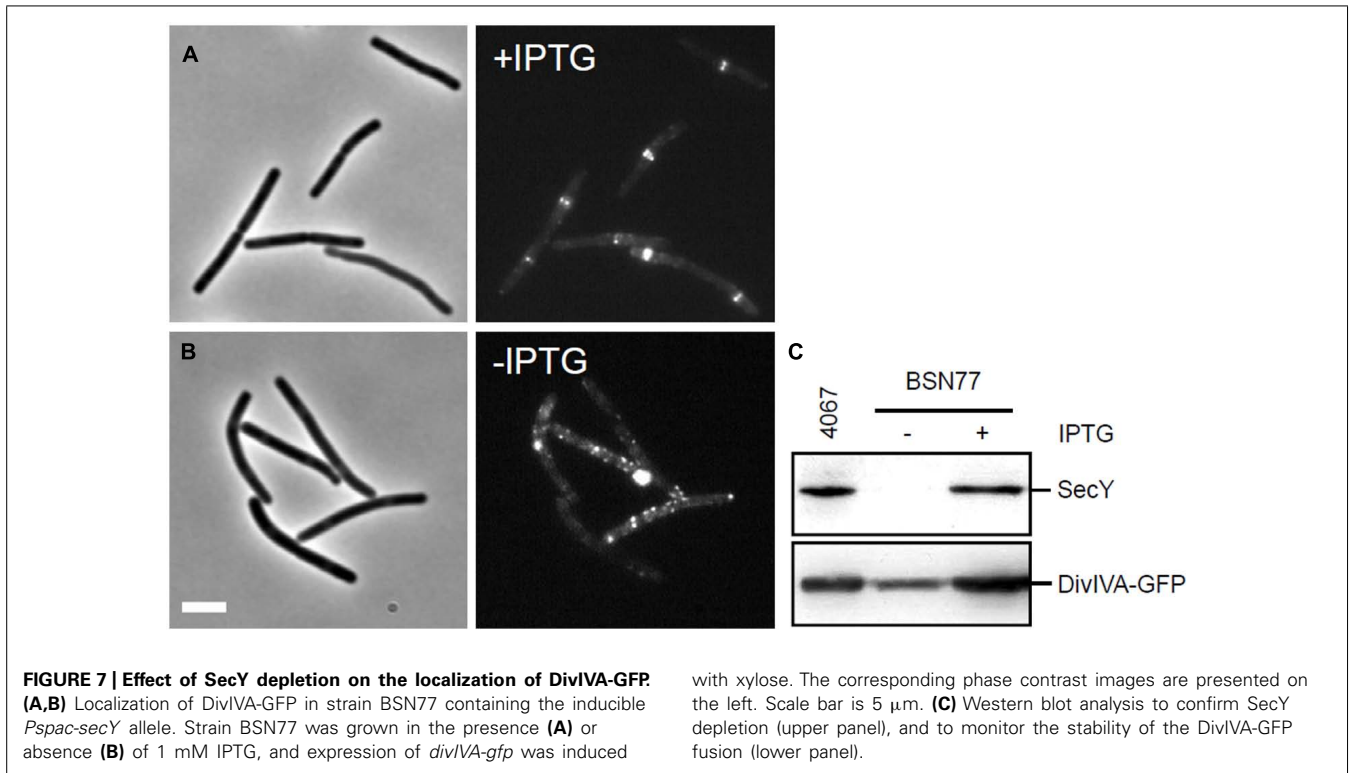 A
+IPTG
B
-IPTG
C
BSN77
4067
- +
IPTG
SecY
DivIVA-GFP
FIGURE 7 | Effect of SecY depletion on the localization of DivIVA-GFP.
(A,B) Localization of DivIVA-GFP in strain BSN77 containing the inducible
Pspac-secY allele. Strain BSN77 was grown in the presence (A) or
absence (B) of 1 mM IPTG, and expression of divIVA-gfp was induced
with xylose. The corresponding phase contrast images are presented on
the left. Scale bar is 5 μm. (C) Western blot analysis to confirm SecY
depletion (upper panel), and to monitor the stability of the DivIVA-GFP
fusion (lower panel).